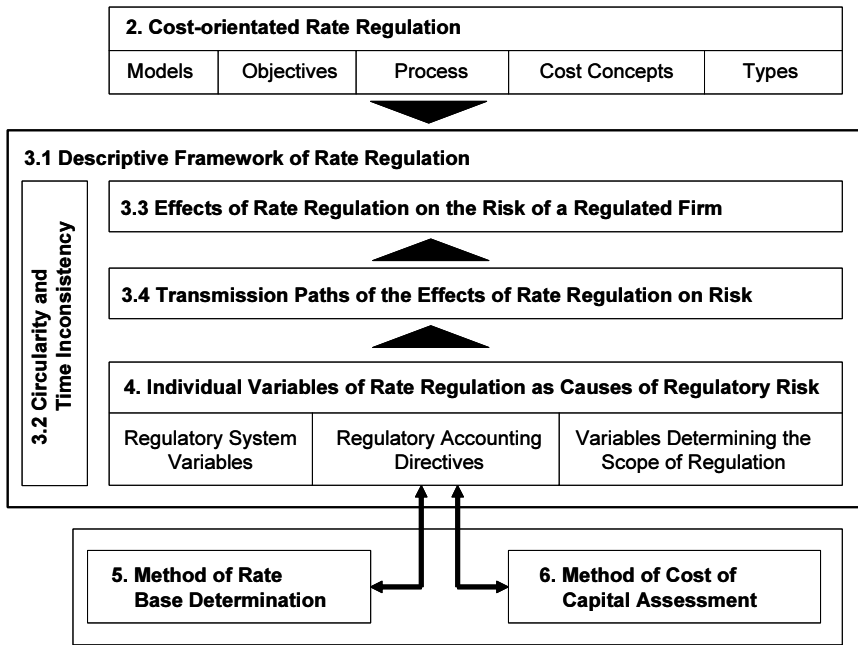 2. Cost-orientated Rate Regulation
Models
Objectives
Process
Cost Concepts
Types
3.1 Descriptive Framework of Rate Regulation
3.2 Circularity and
Time Inconsistency
3.3 Effects of Rate Regulation on the Risk of a Regulated Firm
3.4 Transmission Paths of the Effects of Rate Regulation on Risk
4. Individual Variables of Rate Regulation as Causes of Regulatory Risk
Regulatory System
Variables
Regulatory Accounting
Directives
Variables Determining the
Scope of Regulation
5. Method of Rate
Base Determination
6. Method of Cost of
Capital Assessment